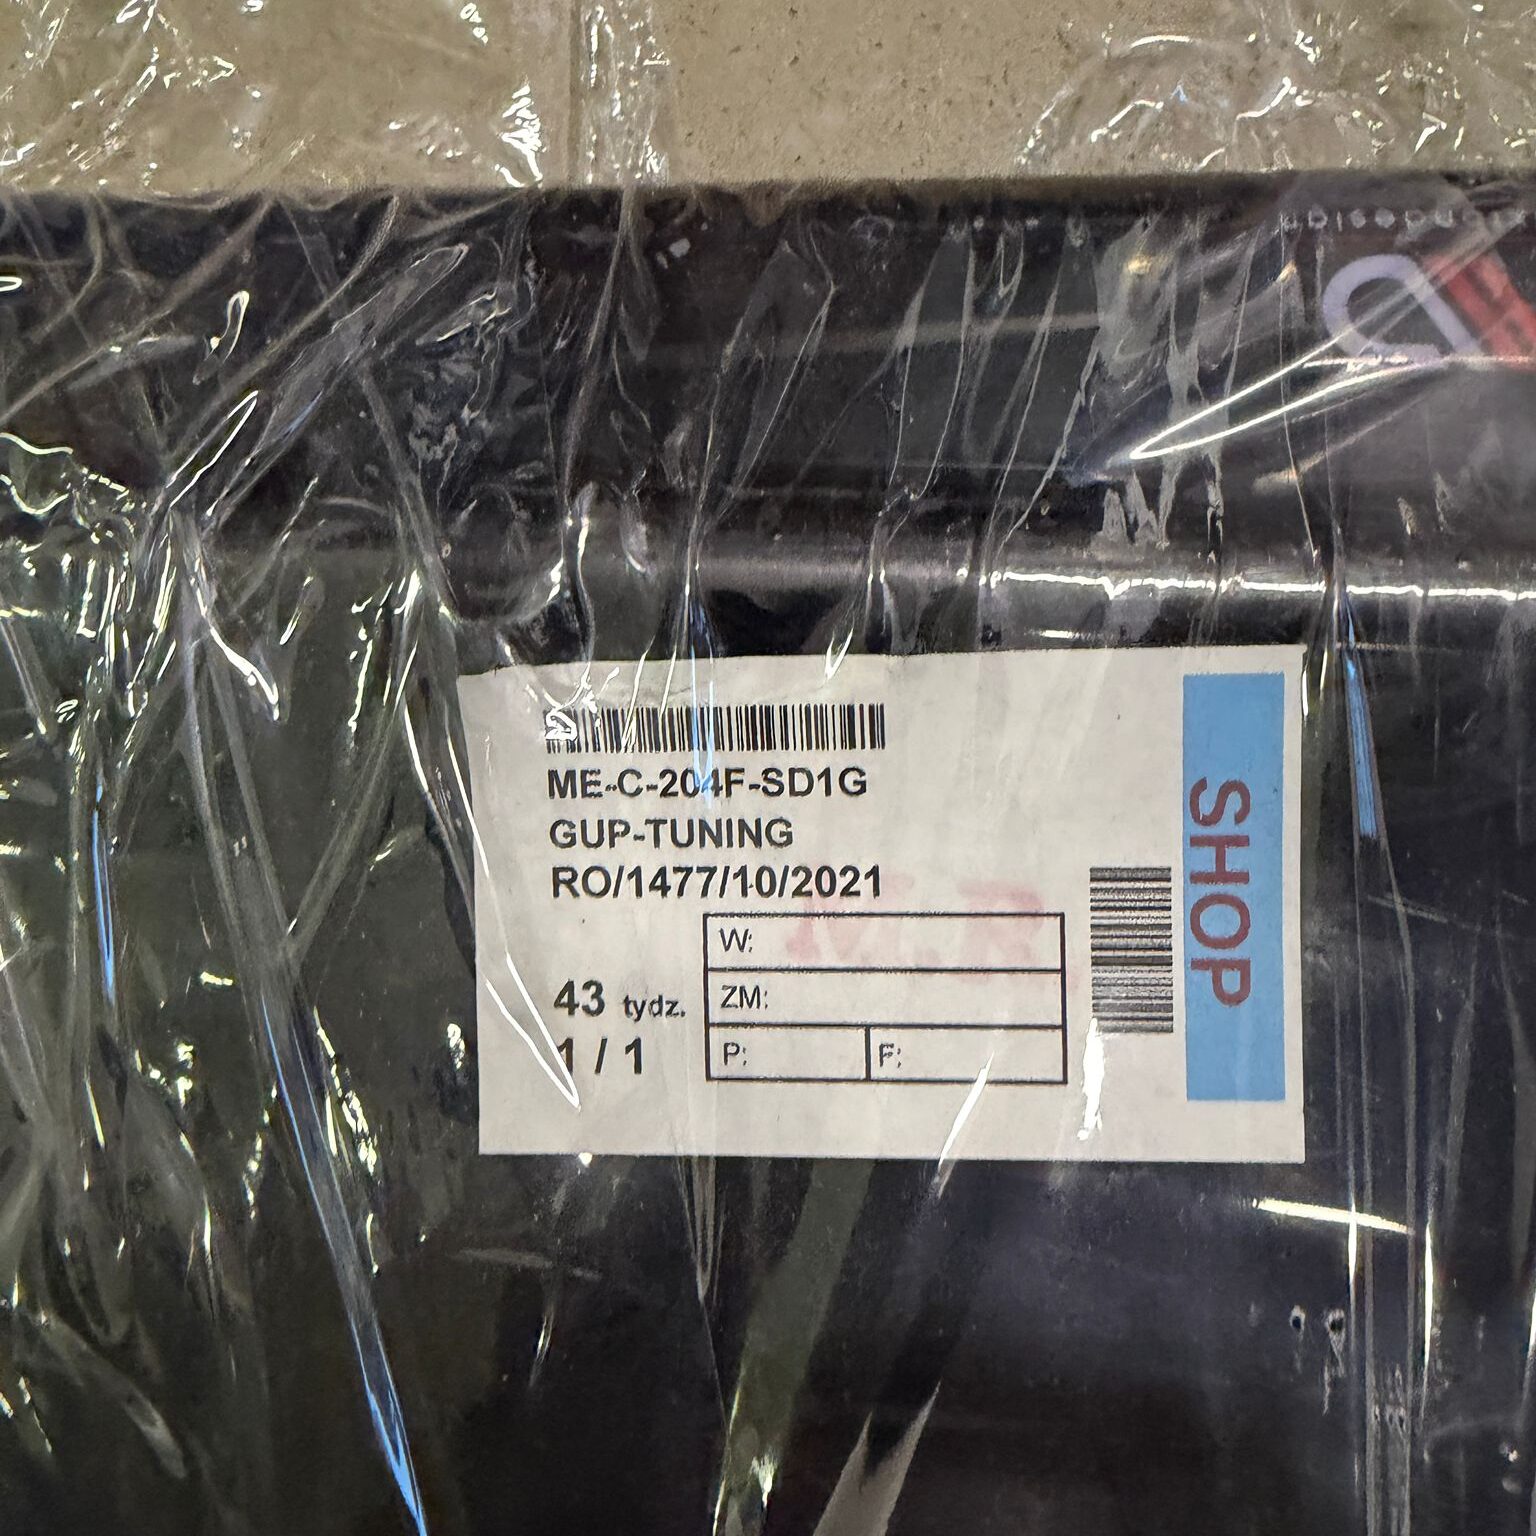 ME-C-204F-SD1G
GUP-TUNING
RO/1477/10/2021
W:
43 tydz.
ZM:
1 / 1
P:
F:
SHOP